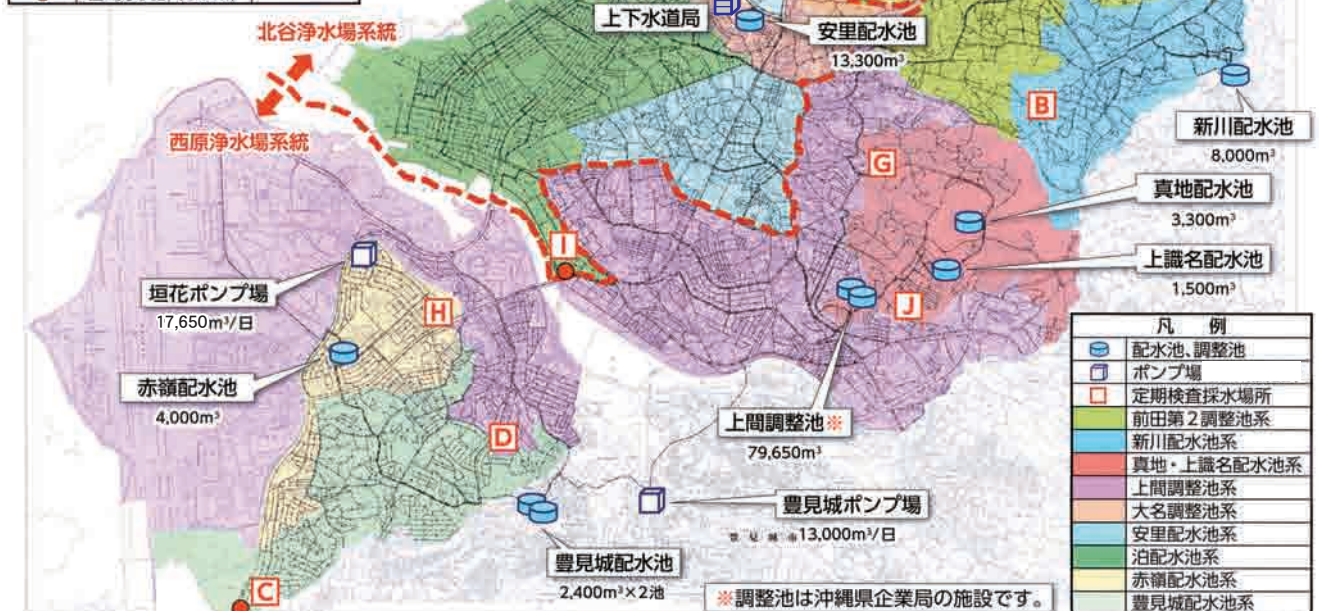 上下水道局
安里配水池
13,300m³
北谷浄水場系統
西原浄水場系統
B
新川配水池
8,000m³
G
真地配水池
3,300m³
上識名配水池
1,500m³
I
J
垣花ポンプ場
17,650m³/日
H
赤嶺配水池
4,000m³
D
上間調整池※
79,650m³
豊見城ポンプ場
13,000m³/日
豊見城配水池
2,400m³×2池
C
※調整池は沖縄県企業局の施設です。
凡 例
配水池、調整池
ポンプ場
定期検査採水場所
前田第2調整池系
新川配水池系
真地・上識名配水池系
上間調整池系
大名調整池系
安里配水池系
泊配水池系
赤嶺配水池系
豊見城配水池系